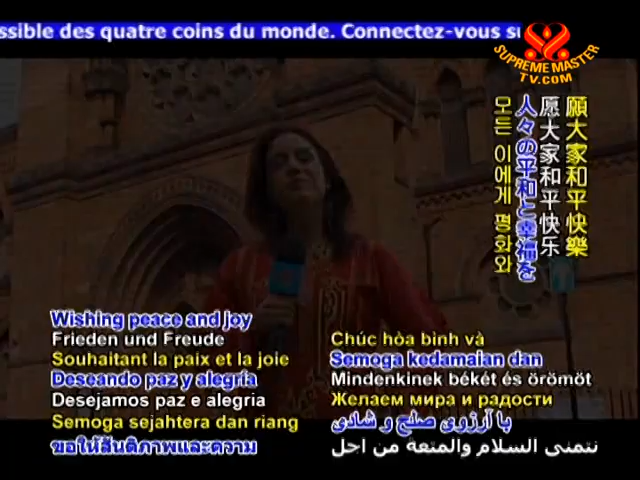 ssible des quatre coins du monde. Connectez-vous su
SUPREME MASTER
TV.COM
願大家和平快樂
愿大家和平快乐
人々の平和と幸福を
모든 이에게 평화와
Wishing peace and joy
Frieden und Freude
Souhaitant la paix et la joie
Deseando paz y alegría
Desejamos paz e alegria
Semoga sejahtera dan riang
ขอให้สันติภาพและความ
Chúc hòa bình và
Semoga kedamaian dan
Mindenkinek békét és örömöt
Желаем мира и радости
با آرزوی صلح و شادی
نتمنى السلام والمتعة من اجل